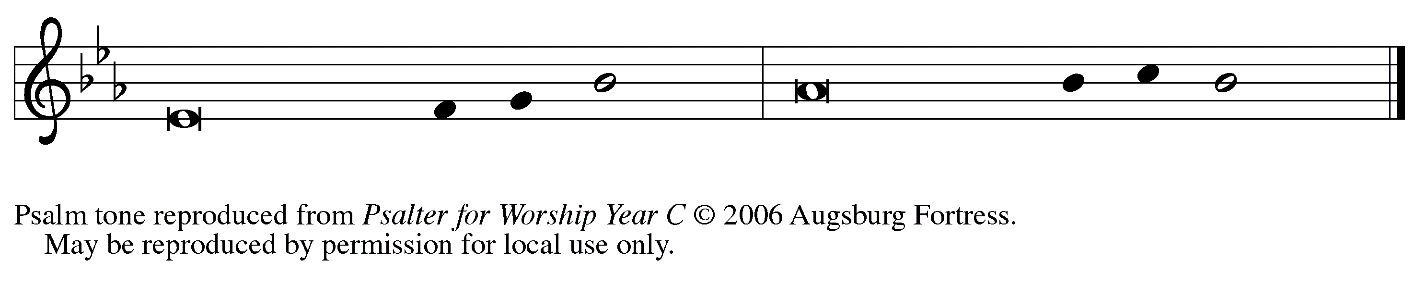 Psalm tone reproduced from Psalter for Worship Year C © 2006 Augsburg Fortress.
May be reproduced by permission for local use only.